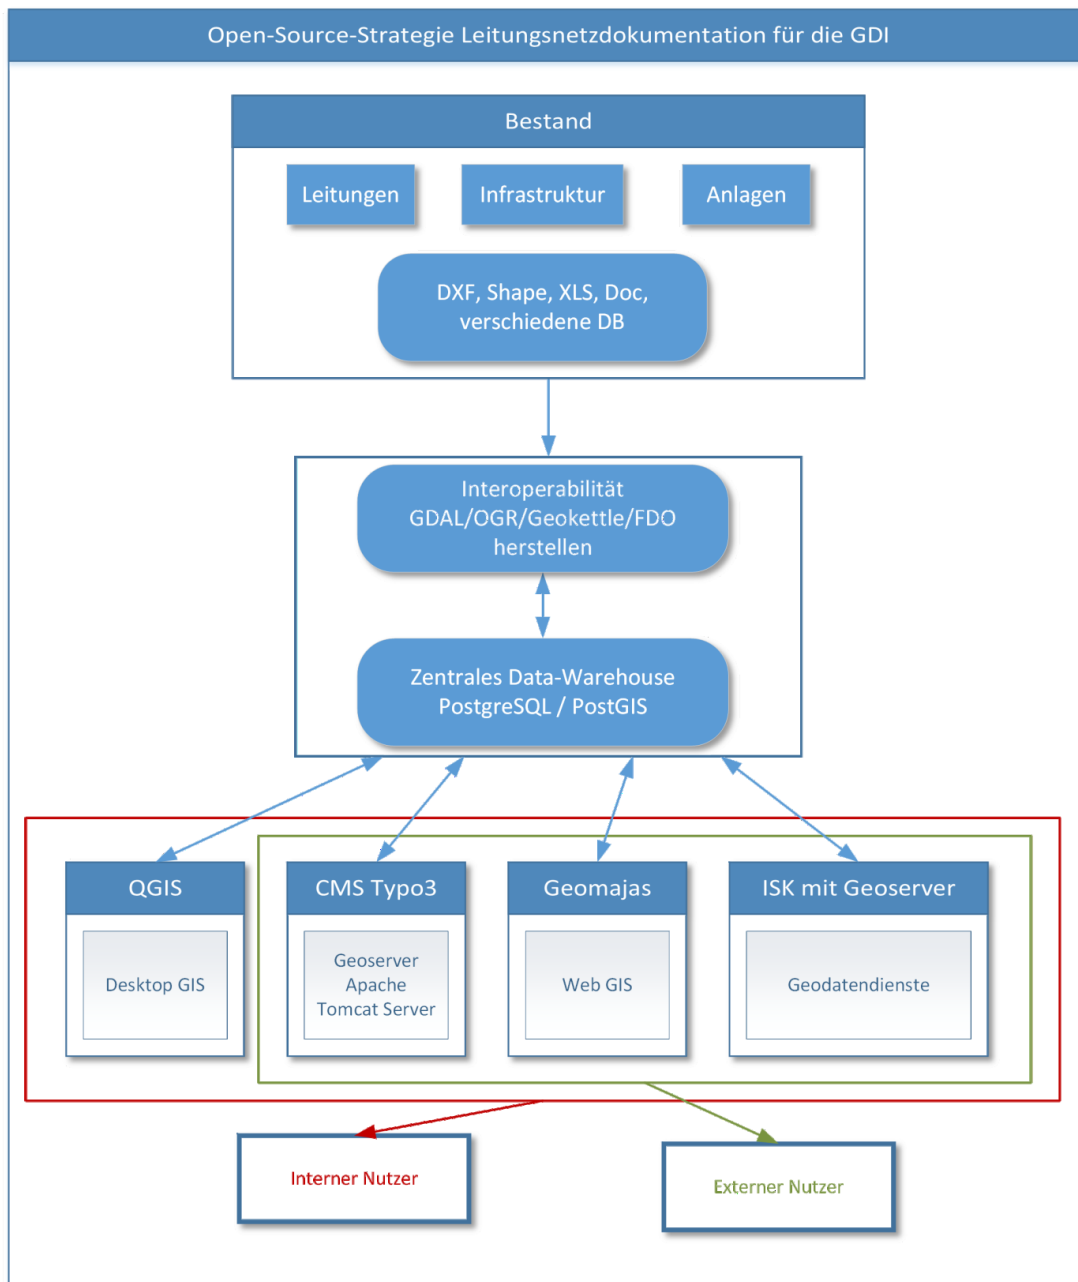 Open-Source-Strategie Leitungsnetzdokumentation für die GDI
Bestand
Leitungen
Infrastruktur
Anlagen
DXF, Shape, XLS, Doc,
verschiedene DB
Interoperabilität
GDAL/OGR/Geokettle/FDO
herstellen
Zentrales Data-Warehouse
PostgreSQL / PostGIS
QGIS
Desktop GIS
CMS Typo3
Geoserver
Apache
Tomcat Server
Geomajas
Web GIS
ISK mit Geoserver
Geodatendienste
Interner Nutzer
Externer Nutzer